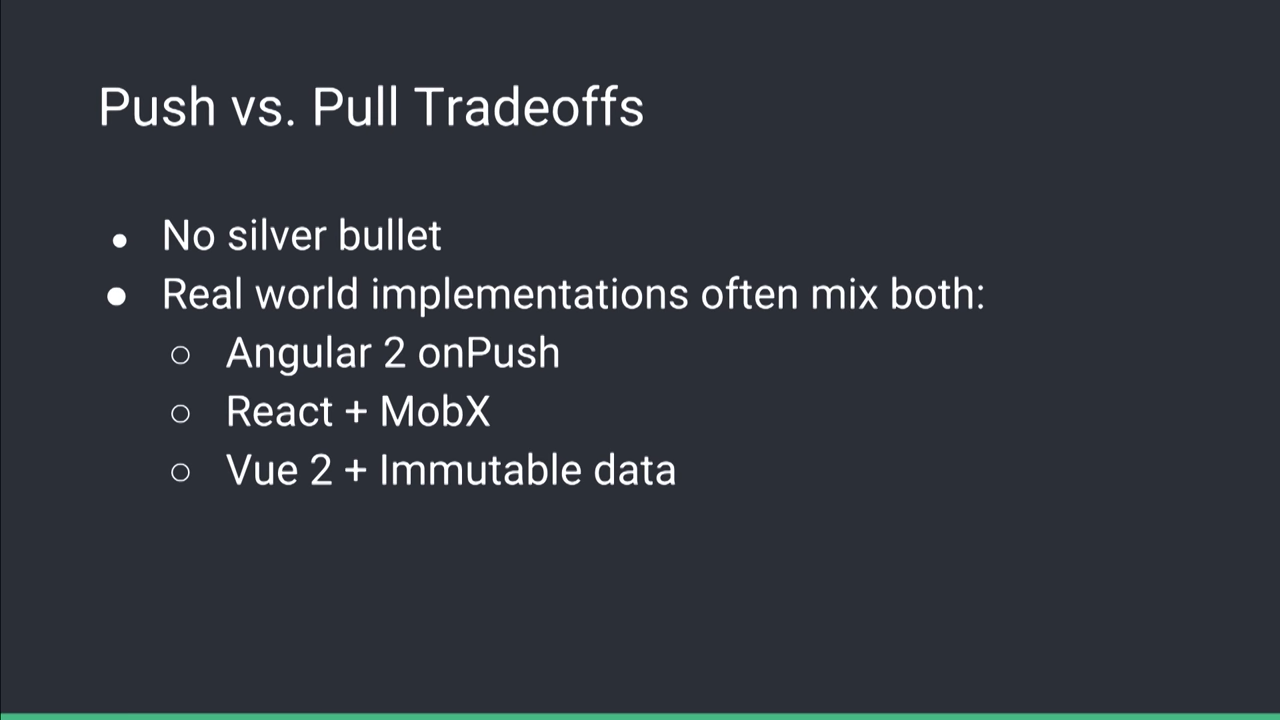 Push vs. Pull Tradeoffs
● No silver bullet
● Real world implementations often mix both:
○ Angular 2 onPush
○ React + MobX
○ Vue 2 + Immutable data